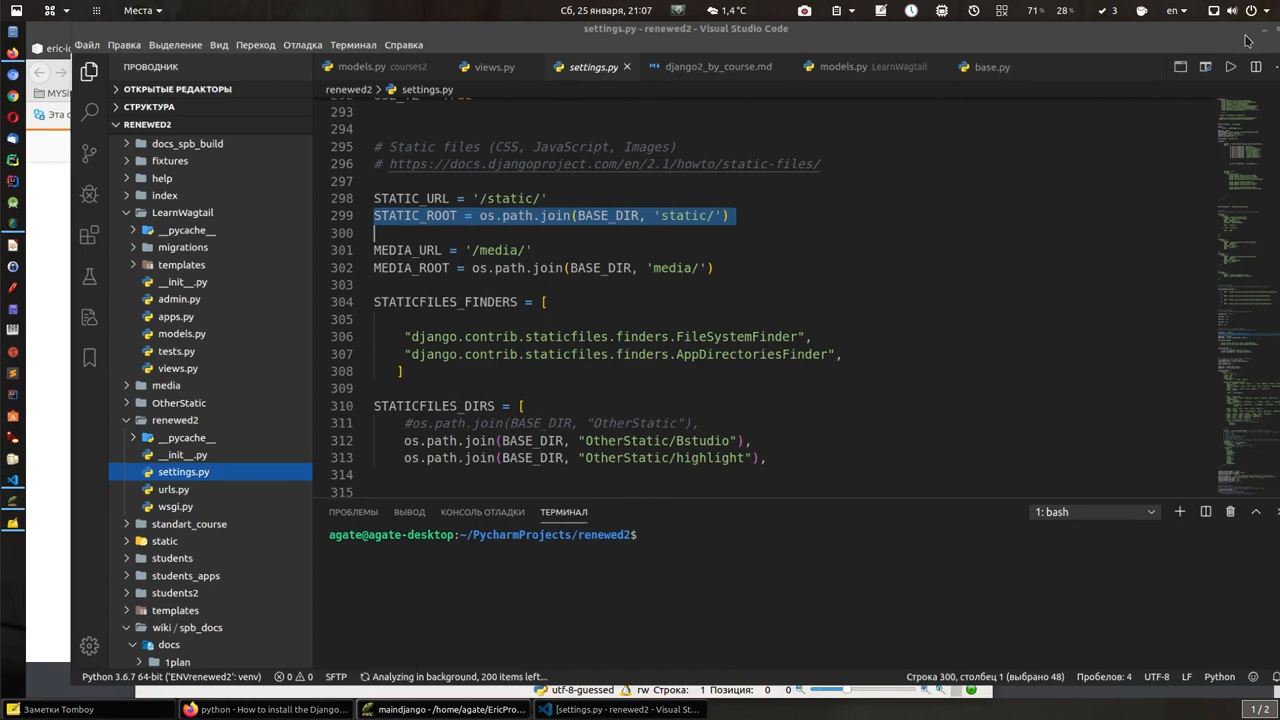 Места
Сб, 25 января, 21:07
1,4°C
71%
28%
3
en
settings.py - renewed2 - Visual Studio Code
eric-i
Файл Правка Выделение Вид Переход Отладка Терминал Справка
ПРОВОДНИК
models.py courses2
views.py
settings.py
django2_by_course.md
models.py LearnWagtail
base.py
MYSi
Эта с
ОТКРЫТЫЕ РЕДАКТОРЫ
СТРУКТУРА
RENEWED2
docs_spb_build
fixtures
help
index
LearnWagtail
__pycache__
migrations
templates
__init__.py
admin.py
apps.py
models.py
tests.py
views.py
media
OtherStatic
renewed2
__pycache__
__init__.py
settings.py
urls.py
wsgi.py
standart_course
static
students
students_apps
students2
templates
wiki / spb_docs
docs
1plan
renewed2 > settings.py
293
294
295 # Static files (CSS, JavaScript, Images)
296 # https://docs.djangoproject.com/en/2.1/howto/static-files/
297
298 STATIC_URL = '/static/'
299 STATIC_ROOT = os.path.join(BASE_DIR, 'static/')
300
301 MEDIA_URL = '/media/'
302 MEDIA_ROOT = os.path.join(BASE_DIR, 'media/')
303
304 STATICFILES_FINDERS = [
305
306 "django.contrib.staticfiles.finders.FileSystemFinder",
307 "django.contrib.staticfiles.finders.AppDirectoriesFinder",
308 ]
309
310 STATICFILES_DIRS = [
311 #os.path.join(BASE_DIR, "OtherStatic"),
312 os.path.join(BASE_DIR, "OtherStatic/Bstudio"),
313 os.path.join(BASE_DIR, "OtherStatic/highlight"),
314
315
ПРОБЛЕМЫ ВЫВОД КОНСОЛЬ ОТЛАДКИ ТЕРМИНАЛ
1: bash
agate@agate-desktop:~/PycharmProjects/renewed2$
Python 3.6.7 64-bit ('ENVrenewed2': venv)
0
0
SFTP
Analyzing in background, 200 items left...
Строка 300, столбец 1 (выбрано 48)
Пробелов: 4
UTF-8
LF
Python
utf-8-guessed
rw
Строка: 1
Позиция: 0
0
Заметки Tomboy
python - How to install the Django...
maindjango - /home/agate/EricPro...
[settings.py - renewed2 - Visual St...
1 / 2